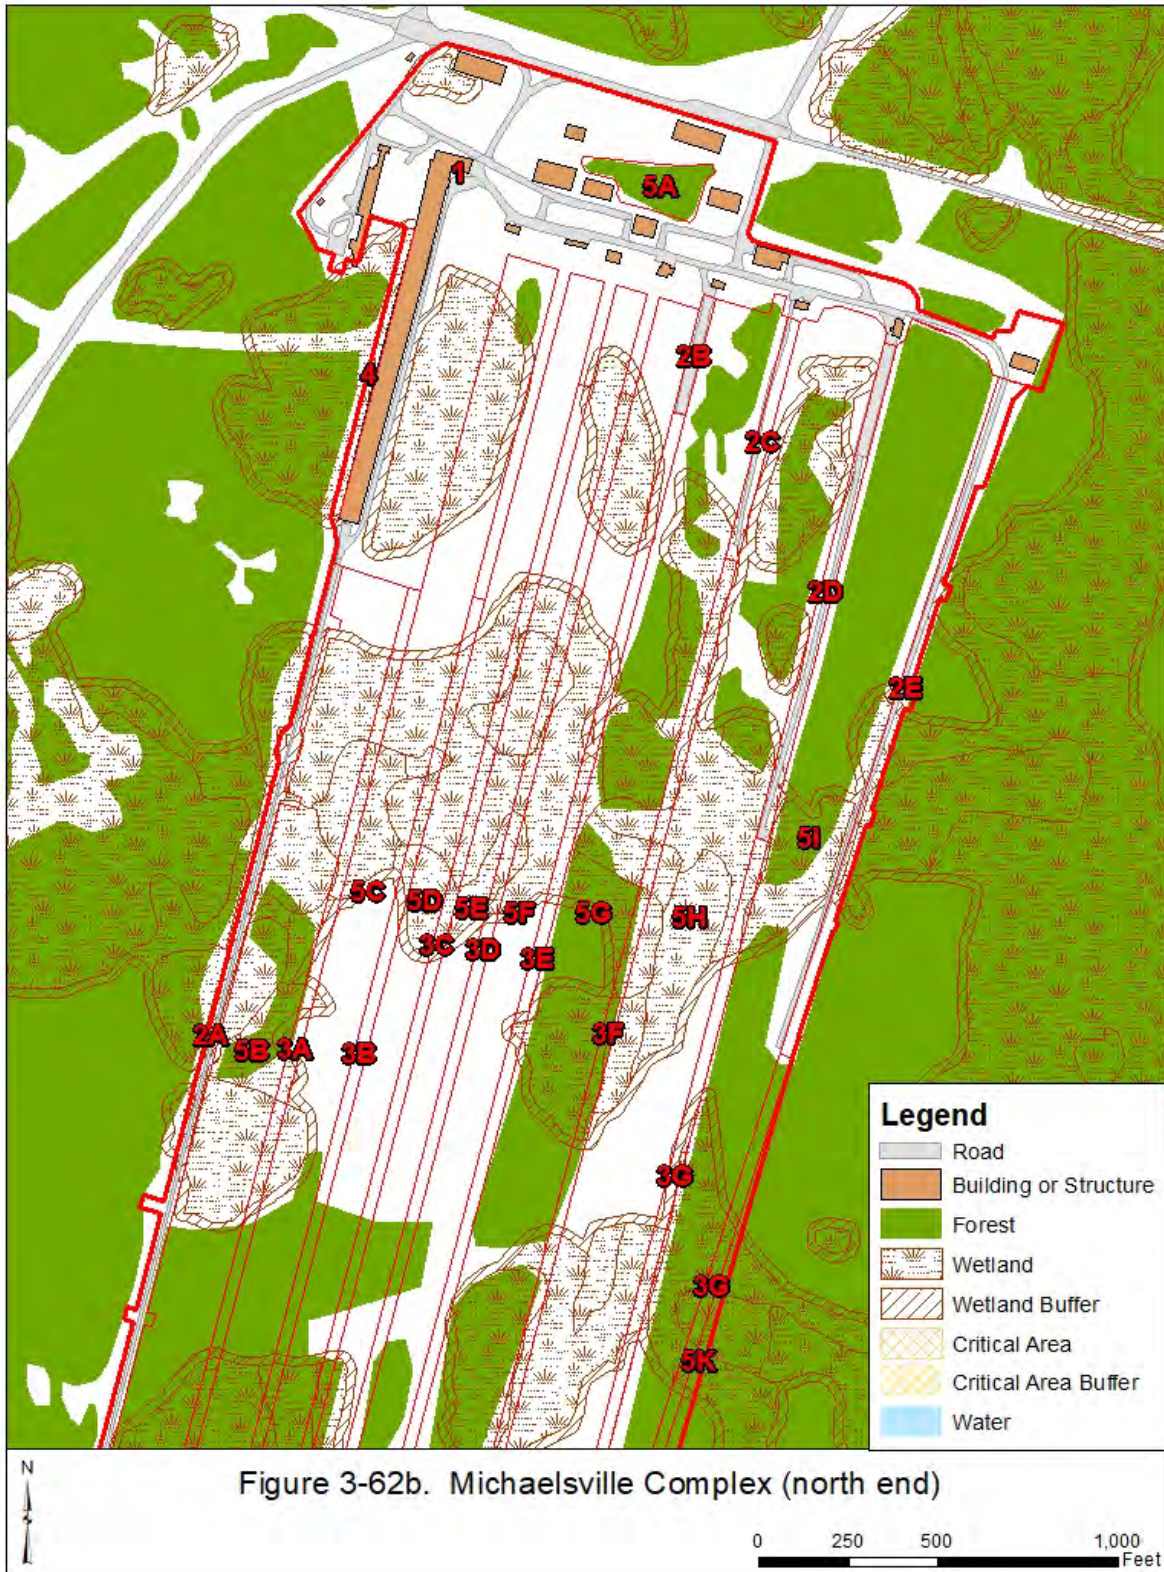 1
5A
4
2B
2C
2D
2E
5I
5C
5D
5E
5F
5G
5H
3C
3D
3E
2A
5B
3A
3B
3F
3G
3G
5K
Legend
Road
Building or Structure
Forest
Wetland
Wetland Buffer
Critical Area
Critical Area Buffer
Water
N
Figure 3-62b. Michaelsville Complex (north end)
0 250 500 1,000
Feet